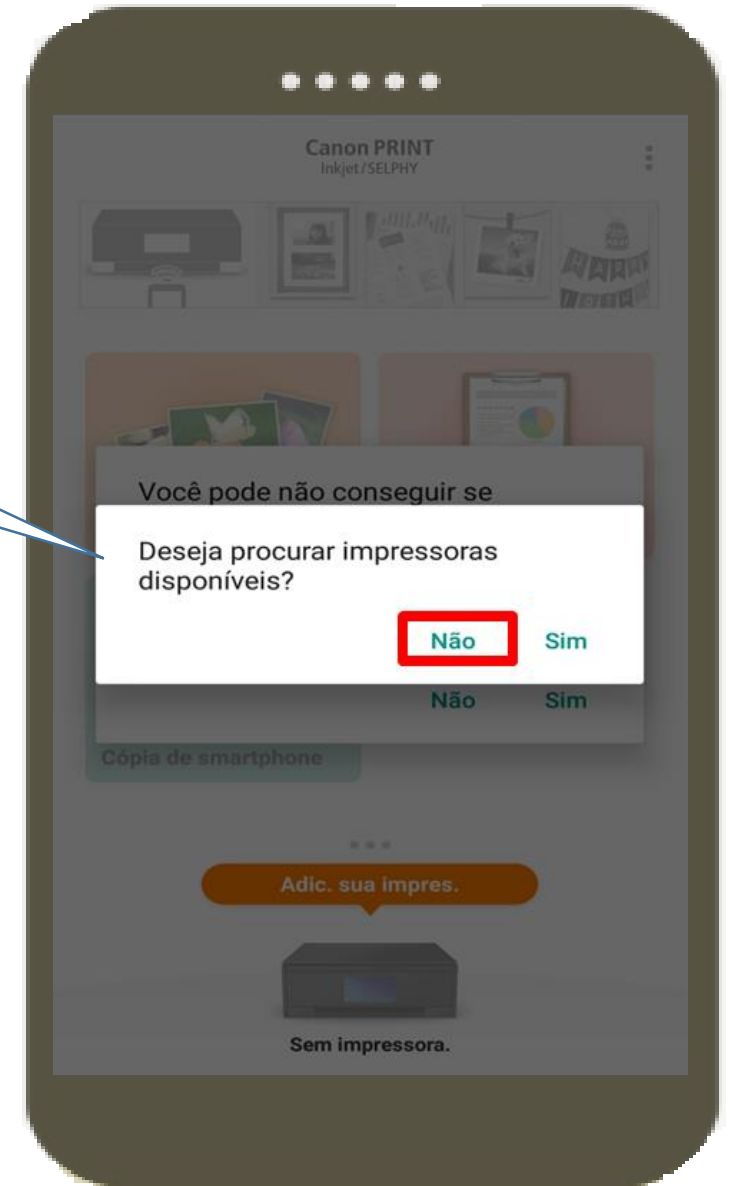 Canon PRINT
Inkjet/SELPHY
Você pode não conseguir se
Deseja procurar impressoras
disponíveis?
Não Sim
Não Sim
Cópia de smartphone
Adic. sua impres.
Sem impressora.